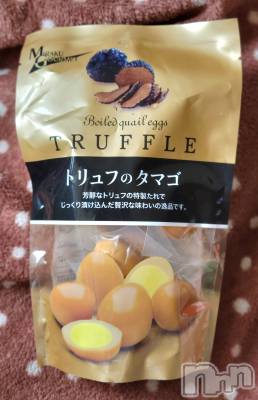 MIRAKU
GOURMET
Boiled quail eggs
TRUFFLE
トリュフのタマゴ
芳醇なトリュフの特製たれで
じっくり漬け込んだ贅沢な味わいの逸品です。